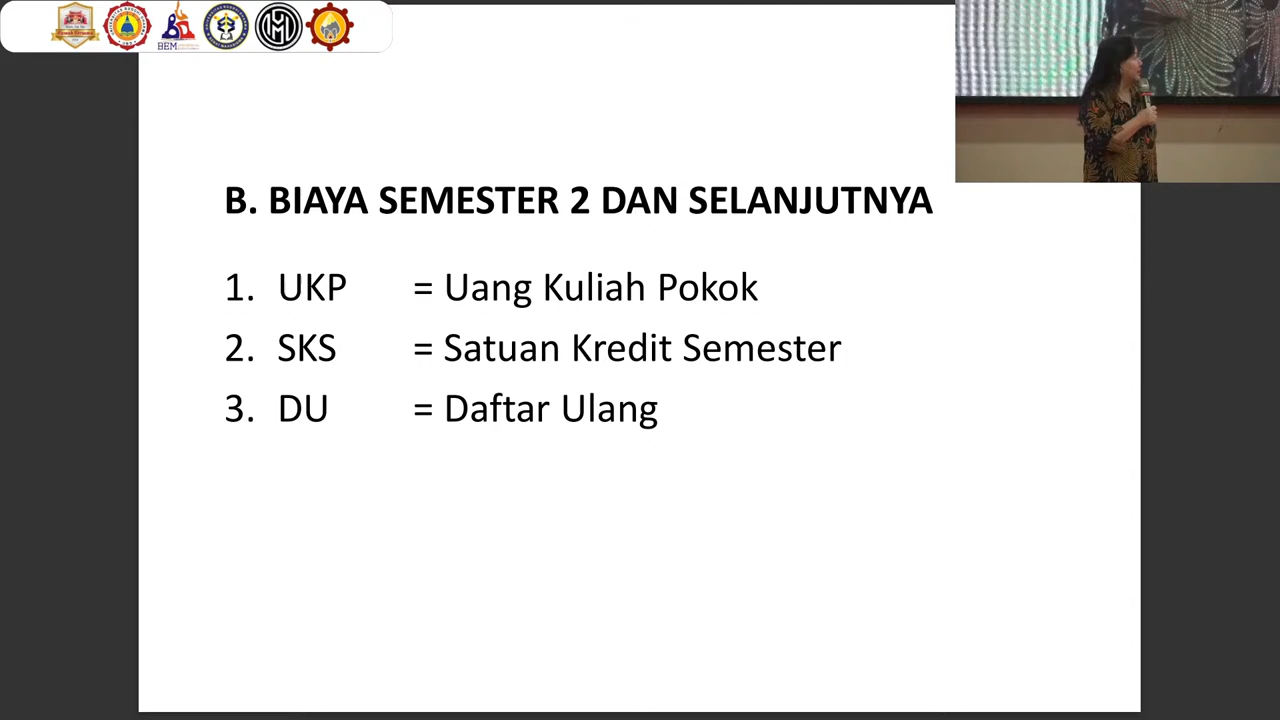 BEM
B. BIAYA SEMESTER 2 DAN SELANJUTNYA
1. UKP = Uang Kuliah Pokok
2. SKS = Satuan Kredit Semester
3. DU = Daftar Ulang